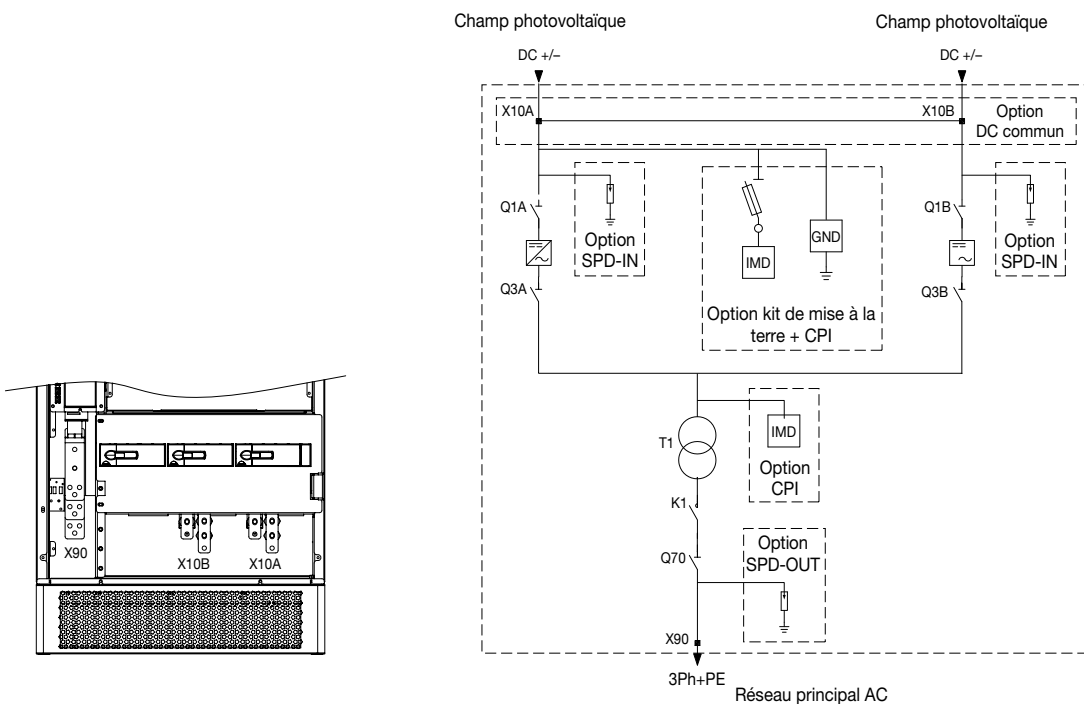 Champ photovoltaïque
Champ photovoltaïque
DC +/–
DC +/–
X10A
X10B
Option
DC commun
Q1A
Option
SPD-IN
Q3A
IMD
GND
Option kit de mise à la
terre + CPI
Q1B
Option
SPD-IN
Q3B
T1
IMD
Option
CPI
K1
Q70
Option
SPD-OUT
X90
3Ph+PE
Réseau principal AC
X90
X10B
X10A